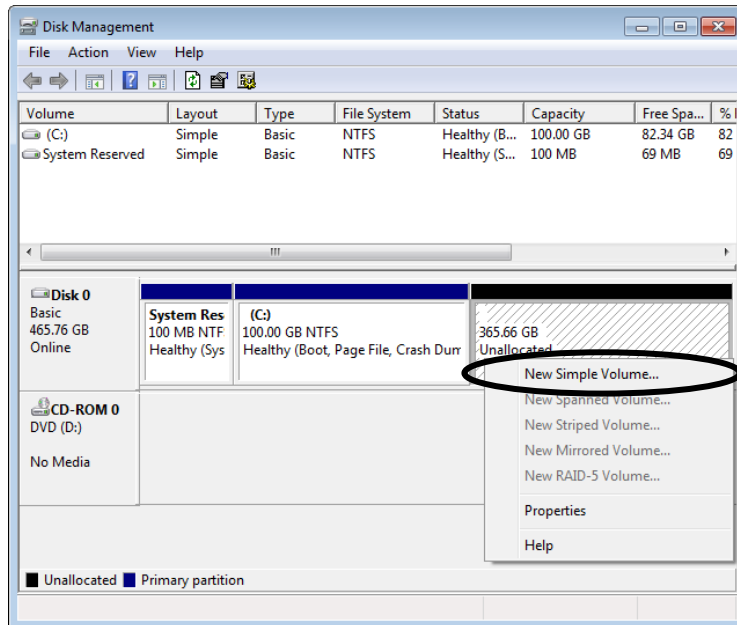 Disk Management
File Action View Help
Volume Layout Type File System Status Capacity Free Spa... %
(C:) Simple Basic NTFS Healthy (B... 100.00 GB 82.34 GB 82
System Reserved Simple Basic NTFS Healthy (S... 100 MB 69 MB 69
Disk 0
Basic
465.76 GB
Online
System Res
100 MB NTF
Healthy (Sys
(C:)
100.00 GB NTFS
Healthy (Boot, Page File, Crash Dum
365.66 GB
Unallocated
New Simple Volume...
New Spanned Volume...
New Striped Volume...
New Mirrored Volume...
New RAID-5 Volume...
Properties
Help
CD-ROM 0
DVD (D:)
No Media
Unallocated Primary partition